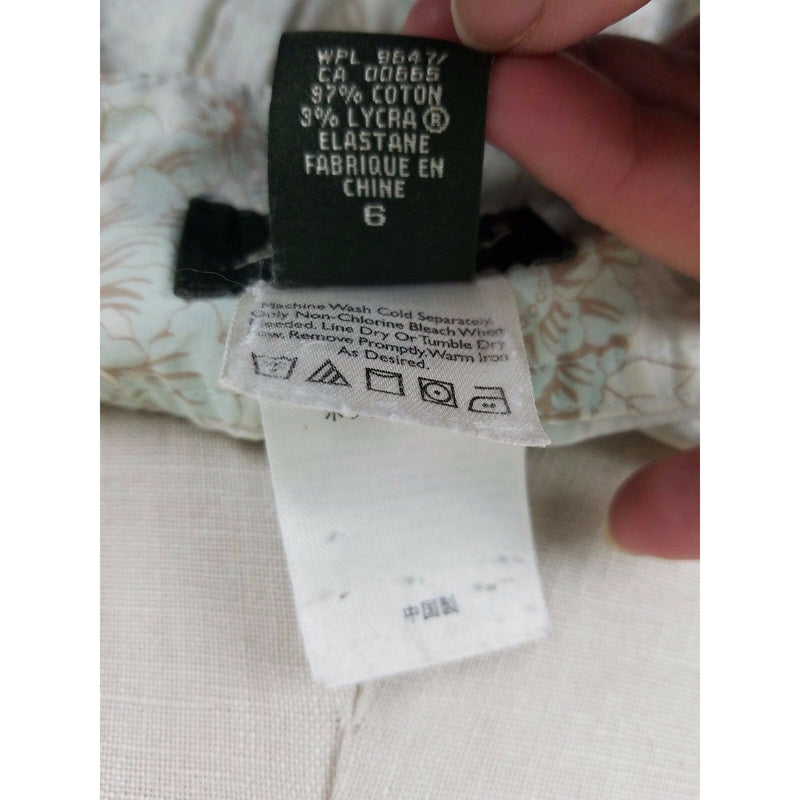 WPL 9647/
CA 00665
97% COTON
3% LYCRA®
ELASTANE
FABRIQUE EN
CHINE
6
Machine Wash Cold Separately.
Only Non-Chlorine Bleach When
Needed. Line Dry Or Tumble Dry
Low. Remove Promptly. Warm Iron
As Desired.
中国製